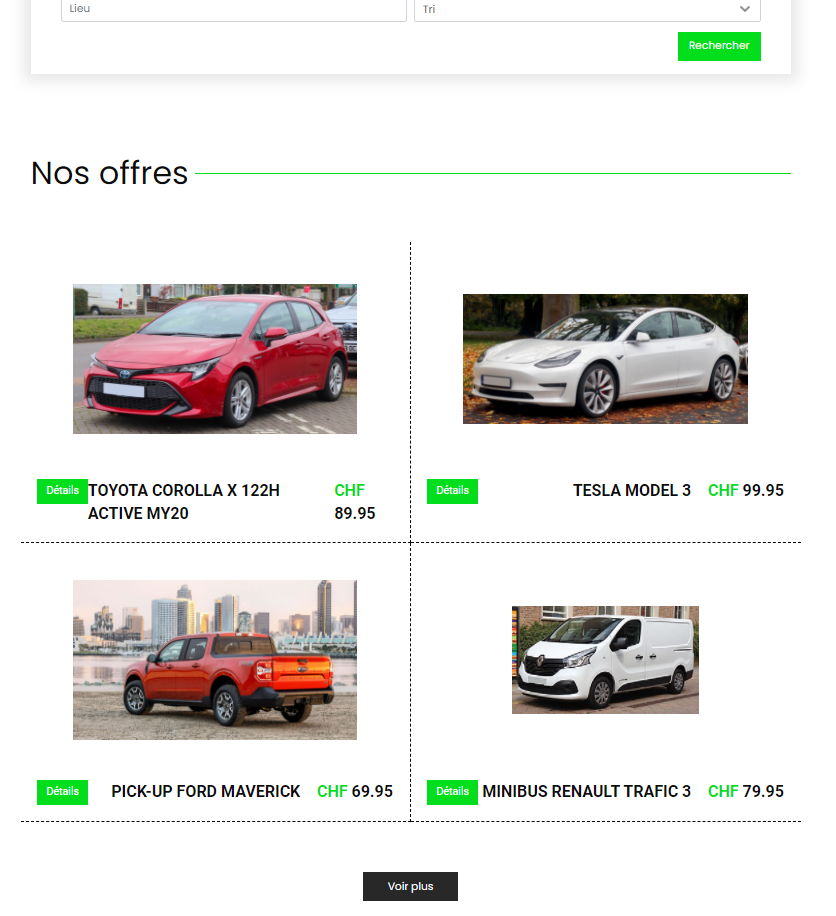 Lieu
Tri
Rechercher
Nos offres
Détails
TOYOTA COROLLA X 122H
ACTIVE MY20
CHF
89.95
Détails
TESLA MODEL 3
CHF 99.95
Détails
PICK-UP FORD MAVERICK
CHF 69.95
Détails
MINIBUS RENAULT TRAFIC 3
CHF 79.95
Voir plus